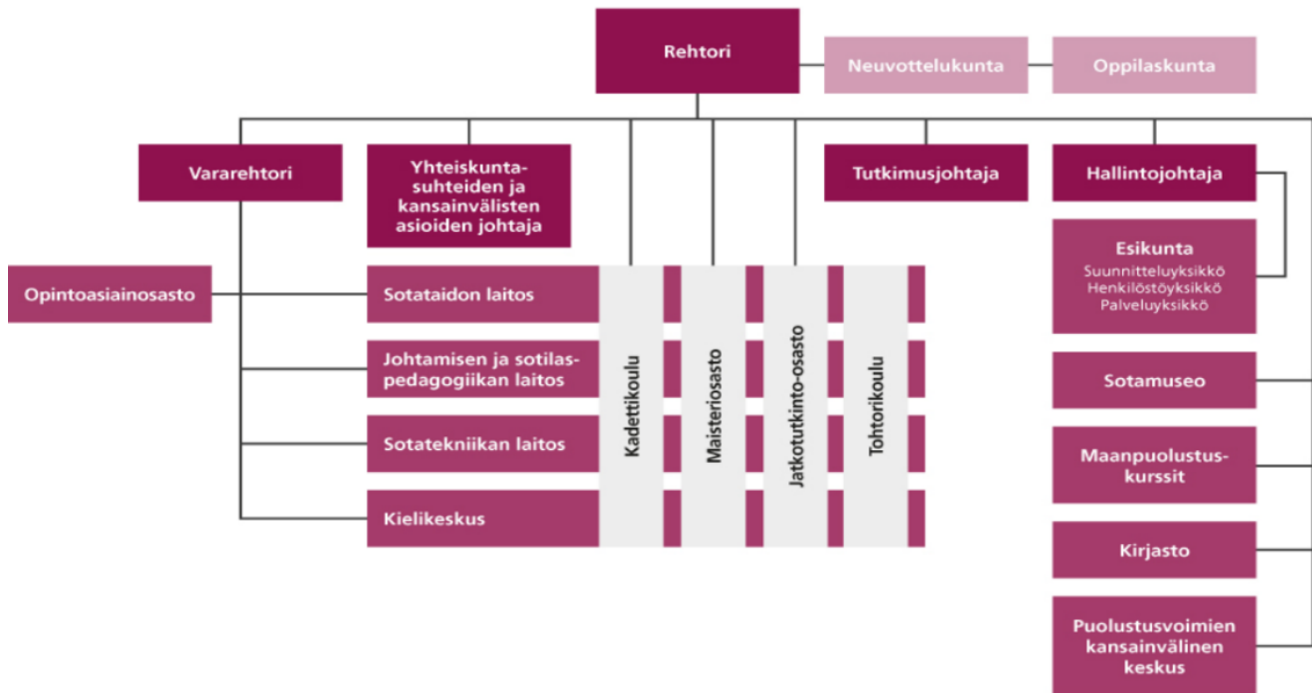 Rehtori
Neuvottelukunta
Oppilaskunta
Vararehtori
Yhteiskunta-
suhteiden ja
kansainvälisten
asioiden johtaja
Tutkimusjohtaja
Hallintojohtaja
Esikunta
Suunnitteluyksikkö
Henkilöstöyksikkö
Palveluyksikkö
Opintoasiainosasto
Sotataidon laitos
Johtamisen ja sotilas-
pedagogiikan laitos
Sotatekniikan laitos
Kielikeskus
Kadettikoulu
Maisteriosasto
Jatkotutkinto-osasto
Tohtorikoulu
Sotamuseo
Maanpuolustus-
kurssit
Kirjasto
Puolustusvoimien
kansainvälinen
keskus